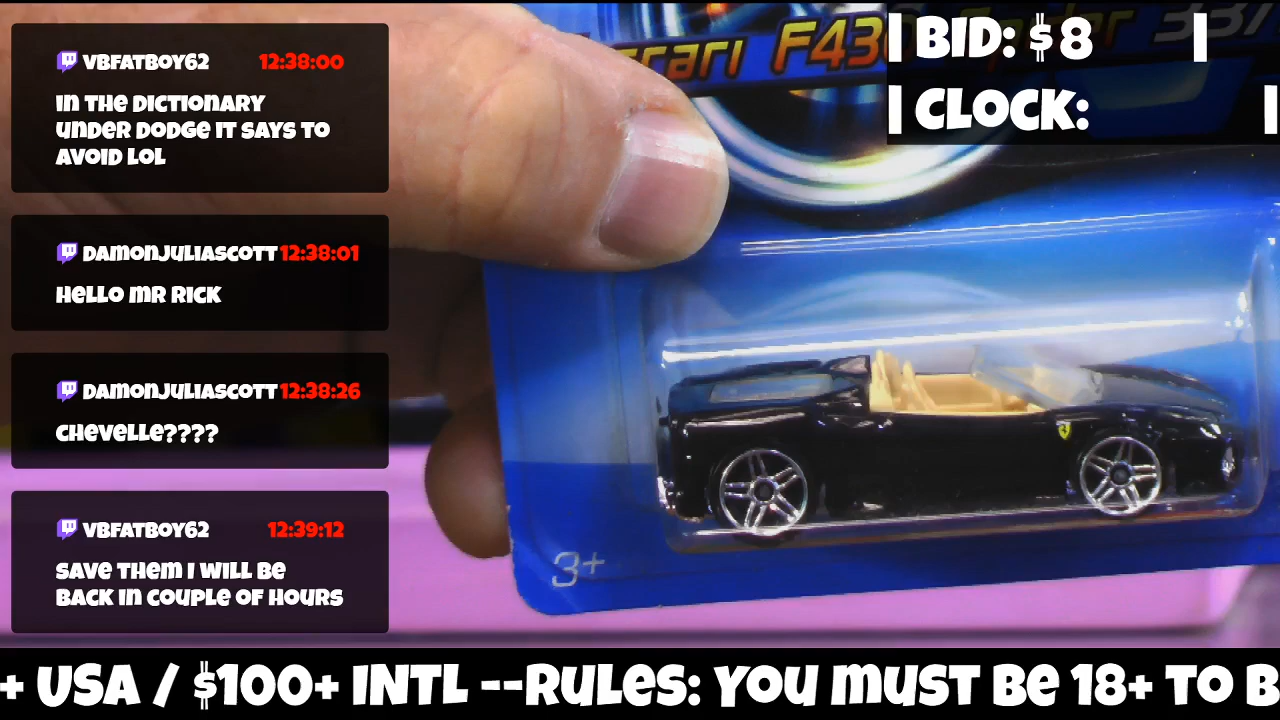 VBFATBOY62 12:38:00
IN THE DICTIONARY
UNDER DODGE IT SAYS TO
AVOID LOL
DAMONJULIASCOTT 12:38:01
HELLO MR RICK
DAMONJULIASCOTT 12:38:26
CHEVELLE????
VBFATBOY62 12:39:12
SAVE THEM I WILL BE
BACK IN COUPLE OF HOURS
F43
| BID: $8 |
| CLOCK: |
3+
+ USA / $100+ INTL --RULES: YOU MUST BE 18+ TO B